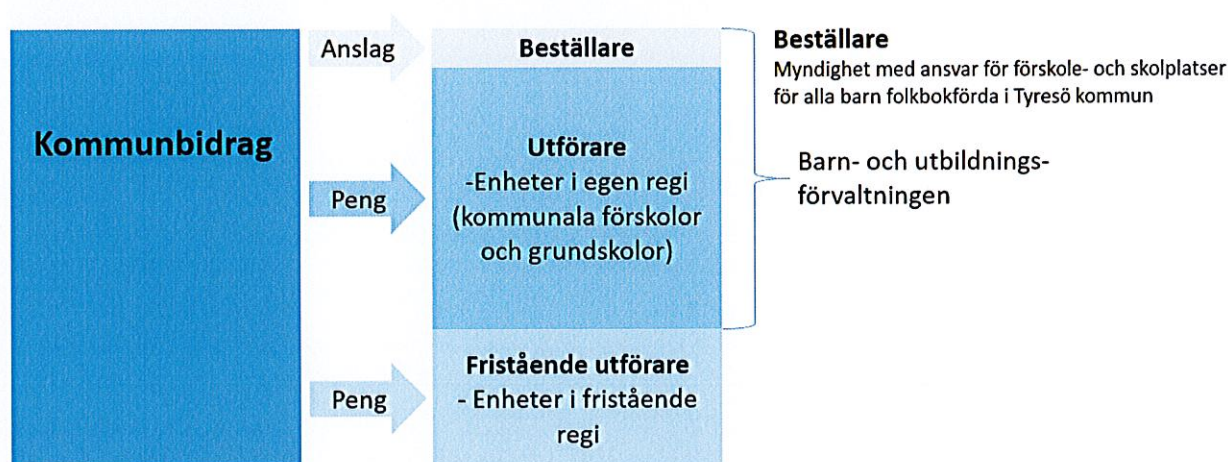 Kommunbidrag
Anslag
Peng
Peng
Beställare
Utförare
-Enheter i egen regi
(kommunala förskolor
och grundskolor)
Fristående utförare
- Enheter i fristående
regi
Beställare
Myndighet med ansvar för förskole- och skolplatser
för alla barn folkbokförda i Tyresö kommun
Barn- och utbildnings-
förvaltningen